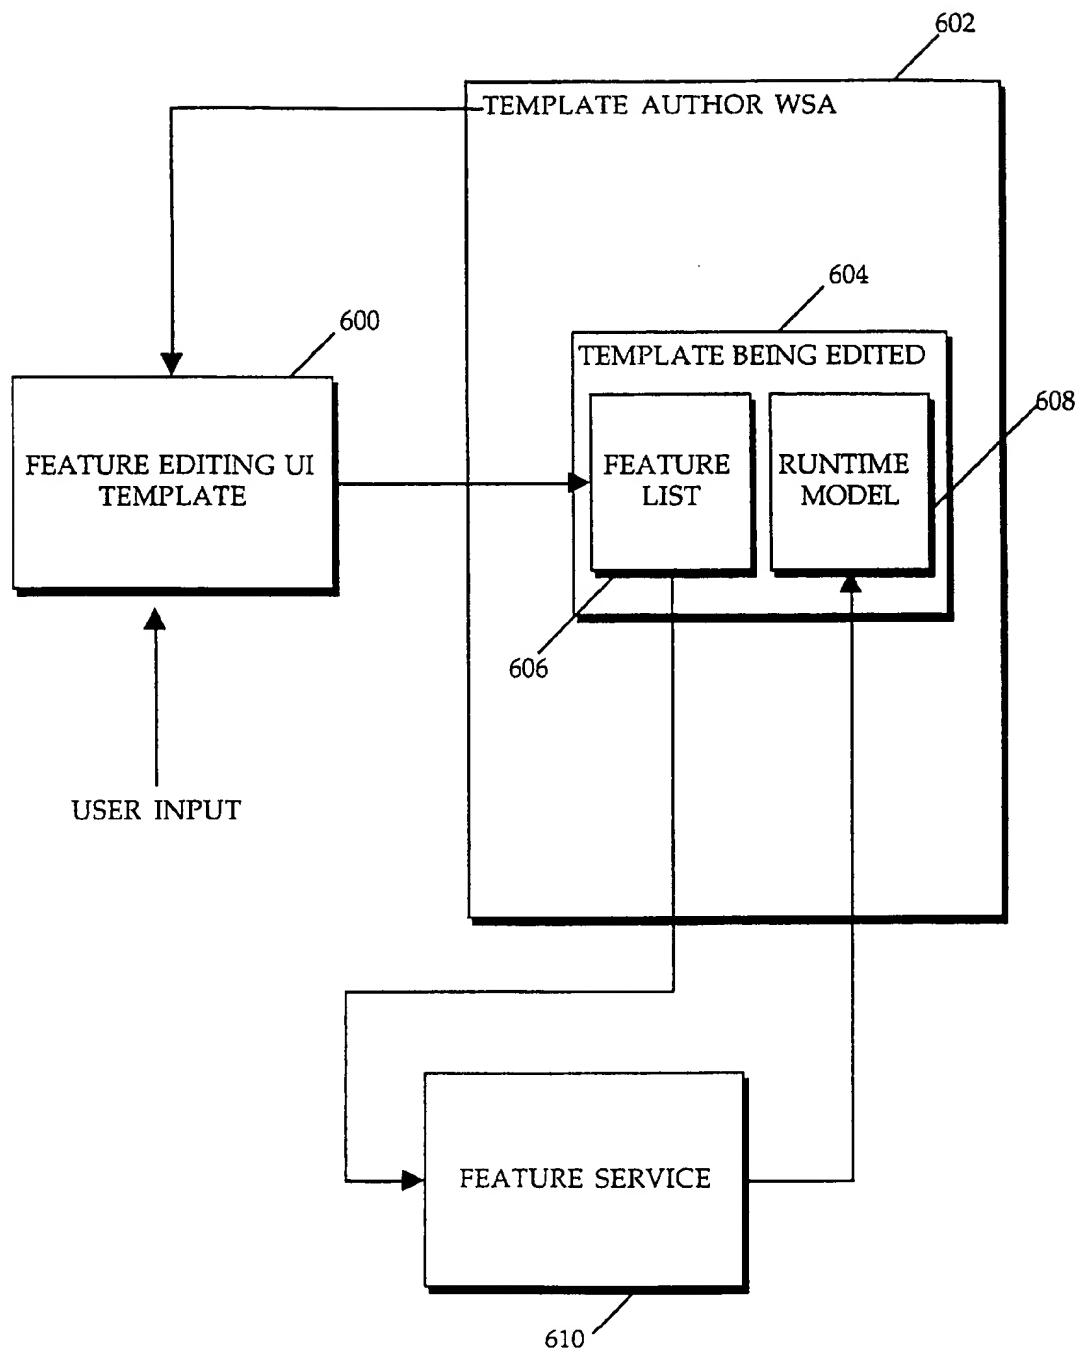 602
TEMPLATE AUTHOR WSA
604
600
TEMPLATE BEING EDITED
608
FEATURE EDITING UI
TEMPLATE
FEATURE
LIST
RUNTIME
MODEL
606
USER INPUT
FEATURE SERVICE
610